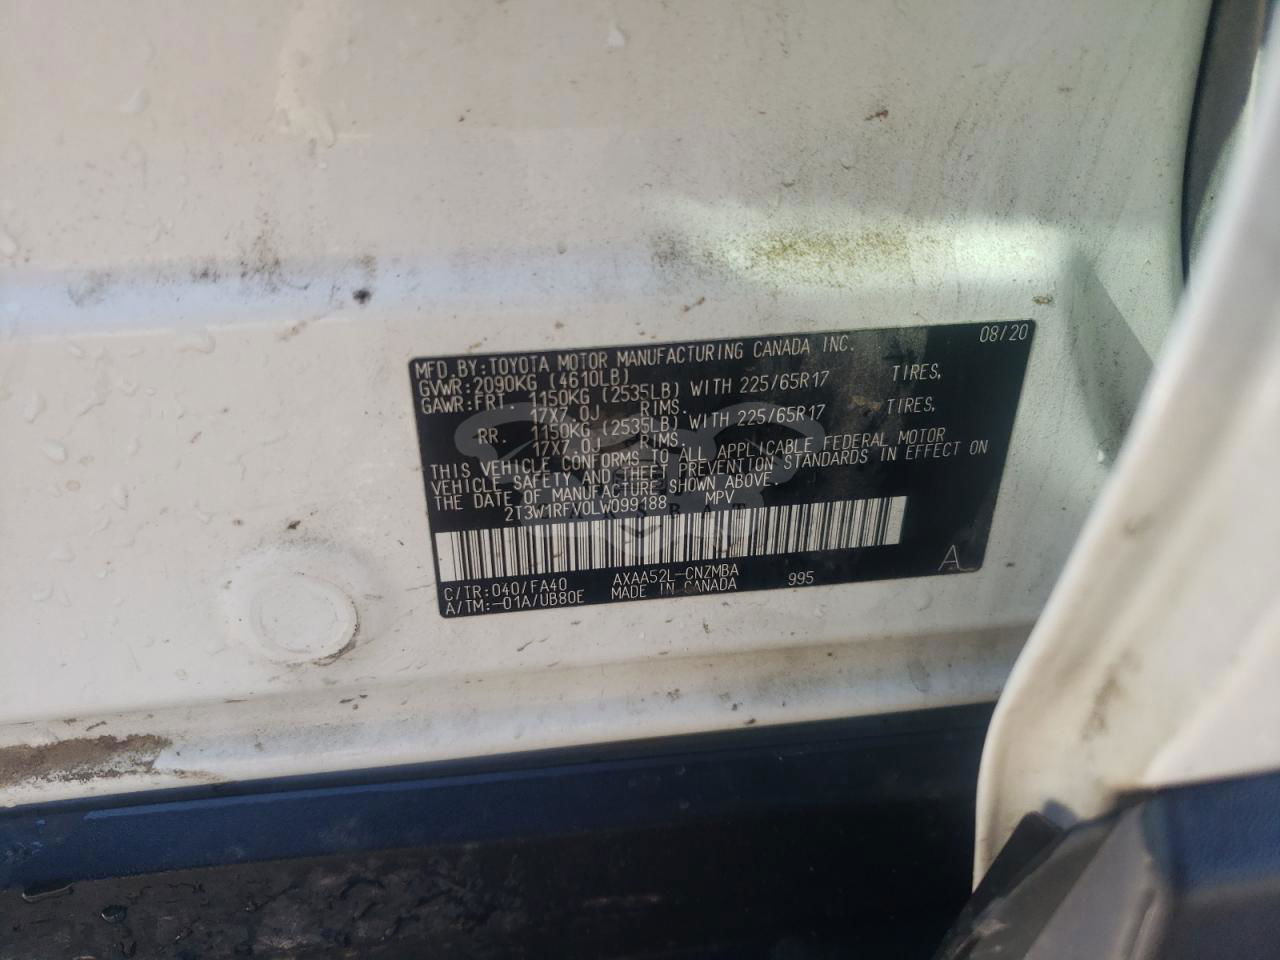 MFD.BY:TOYOTA MOTOR MANUFACTURING CANADA INC. 08/20
GVWR:2090KG (4610LB)
GAWR:FRT. 1150KG (2535LB) WITH 225/65R17 TIRES,
17X7.0J RIMS.
RR. 1150KG (2535LB) WITH 225/65R17 TIRES,
17X7.0J RIMS.
THIS VEHICLE CONFORMS TO ALL APPLICABLE FEDERAL MOTOR
VEHICLE SAFETY AND THEFT PREVENTION STANDARDS IN EFFECT ON
THE DATE OF MANUFACTURE SHOWN ABOVE.
2T3W1RFV0LW099188 MPV
A
C/TR:040/FA40 AXAA52L-CNZMBA 995
A/TM:-01A/UB80E MADE IN CANADA